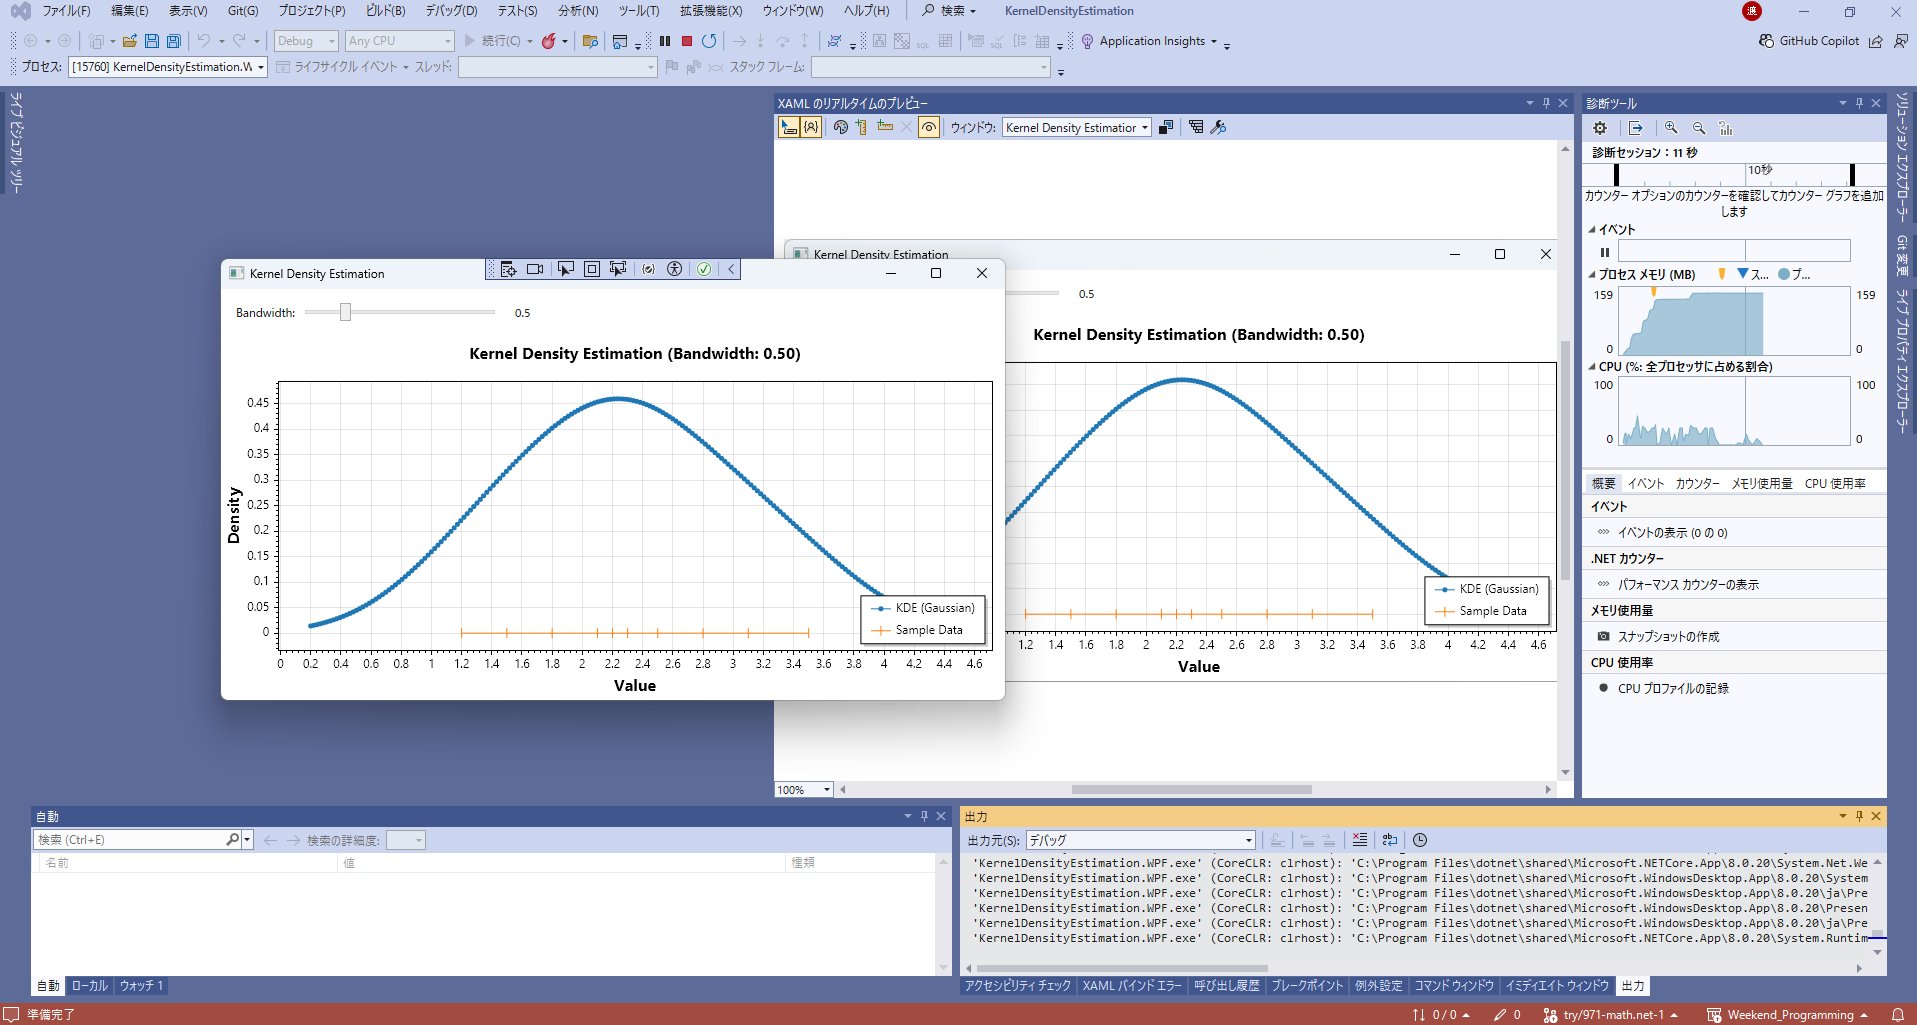 ファイル(F) 編集(E) 表示(V) Git(G) プロジェクト(P) ビルド(B) デバッグ(D) テスト(S) 分析(N) ツール(T) 拡張機能(X) ウィンドウ(W) ヘルプ(H) 検索 KernelDensityEstimation
Debug Any CPU 続行(C) Application Insights GitHub Copilot
プロセス: [15760] KernelDensityEstimation.W ライフサイクル イベント スレッド: スタック フレーム:
ライブ ビジュアル ツリー
XAML のリアルタイムのプレビュー
ウィンドウ: Kernel Density Estimation
Kernel Density Estimation
0.5
Kernel Density Estimation (Bandwidth: 0.50)
KDE (Gaussian)
Sample Data
1.2 1.4 1.6 1.8 2 2.2 2.4 2.6 2.8 3 3.2 3.4 3.6 3.8 4 4.2 4.4 4.6
Value
100%
Kernel Density Estimation
Bandwidth: 0.5
Kernel Density Estimation (Bandwidth: 0.50)
Density
0.45
0.4
0.35
0.3
0.25
0.2
0.15
0.1
0.05
0
KDE (Gaussian)
Sample Data
0 0.2 0.4 0.6 0.8 1 1.2 1.4 1.6 1.8 2 2.2 2.4 2.6 2.8 3 3.2 3.4 3.6 3.8 4 4.2 4.4 4.6
Value
診断ツール
診断セッション : 11 秒
10秒
カウンター オプションのカウンターを確認してカウンター グラフを追加
します
イベント
プロセス メモリ (MB) ス... プ...
159 159
0 0
CPU (%: 全プロセッサに占める割合)
100 100
0 0
概要 イベント カウンター メモリ使用量 CPU 使用率
イベント
イベントの表示 (0 の 0)
.NET カウンター
パフォーマンス カウンターの表示
メモリ使用量
スナップショットの作成
CPU 使用率
CPU プロファイルの記録
ソリューション エクスプローラー
Git 変更
ライブ プロパティ エクスプローラー
自動
検索 (Ctrl+E) 検索の詳細度:
名前 値 種類
自動 ローカル ウォッチ 1
出力
出力元(S): デバッグ
'KernelDensityEstimation.WPF.exe' (CoreCLR: clrhost): 'C:\Program Files\dotnet\shared\Microsoft.NETCore.App\8.0.20\System.Net.We
'KernelDensityEstimation.WPF.exe' (CoreCLR: clrhost): 'C:\Program Files\dotnet\shared\Microsoft.WindowsDesktop.App\8.0.20\System
'KernelDensityEstimation.WPF.exe' (CoreCLR: clrhost): 'C:\Program Files\dotnet\shared\Microsoft.WindowsDesktop.App\8.0.20\ja\Pre
'KernelDensityEstimation.WPF.exe' (CoreCLR: clrhost): 'C:\Program Files\dotnet\shared\Microsoft.WindowsDesktop.App\8.0.20\Presen
'KernelDensityEstimation.WPF.exe' (CoreCLR: clrhost): 'C:\Program Files\dotnet\shared\Microsoft.WindowsDesktop.App\8.0.20\ja\Pre
'KernelDensityEstimation.WPF.exe' (CoreCLR: clrhost): 'C:\Program Files\dotnet\shared\Microsoft.NETCore.App\8.0.20\System.Runtim
アクセシビリティ チェック XAML バインド エラー 呼び出し履歴 ブレークポイント 例外設定 コマンド ウィンドウ イミディエイト ウィンドウ 出力
準備完了 0 / 0 0 try/971-math.net-1 Weekend_Programming